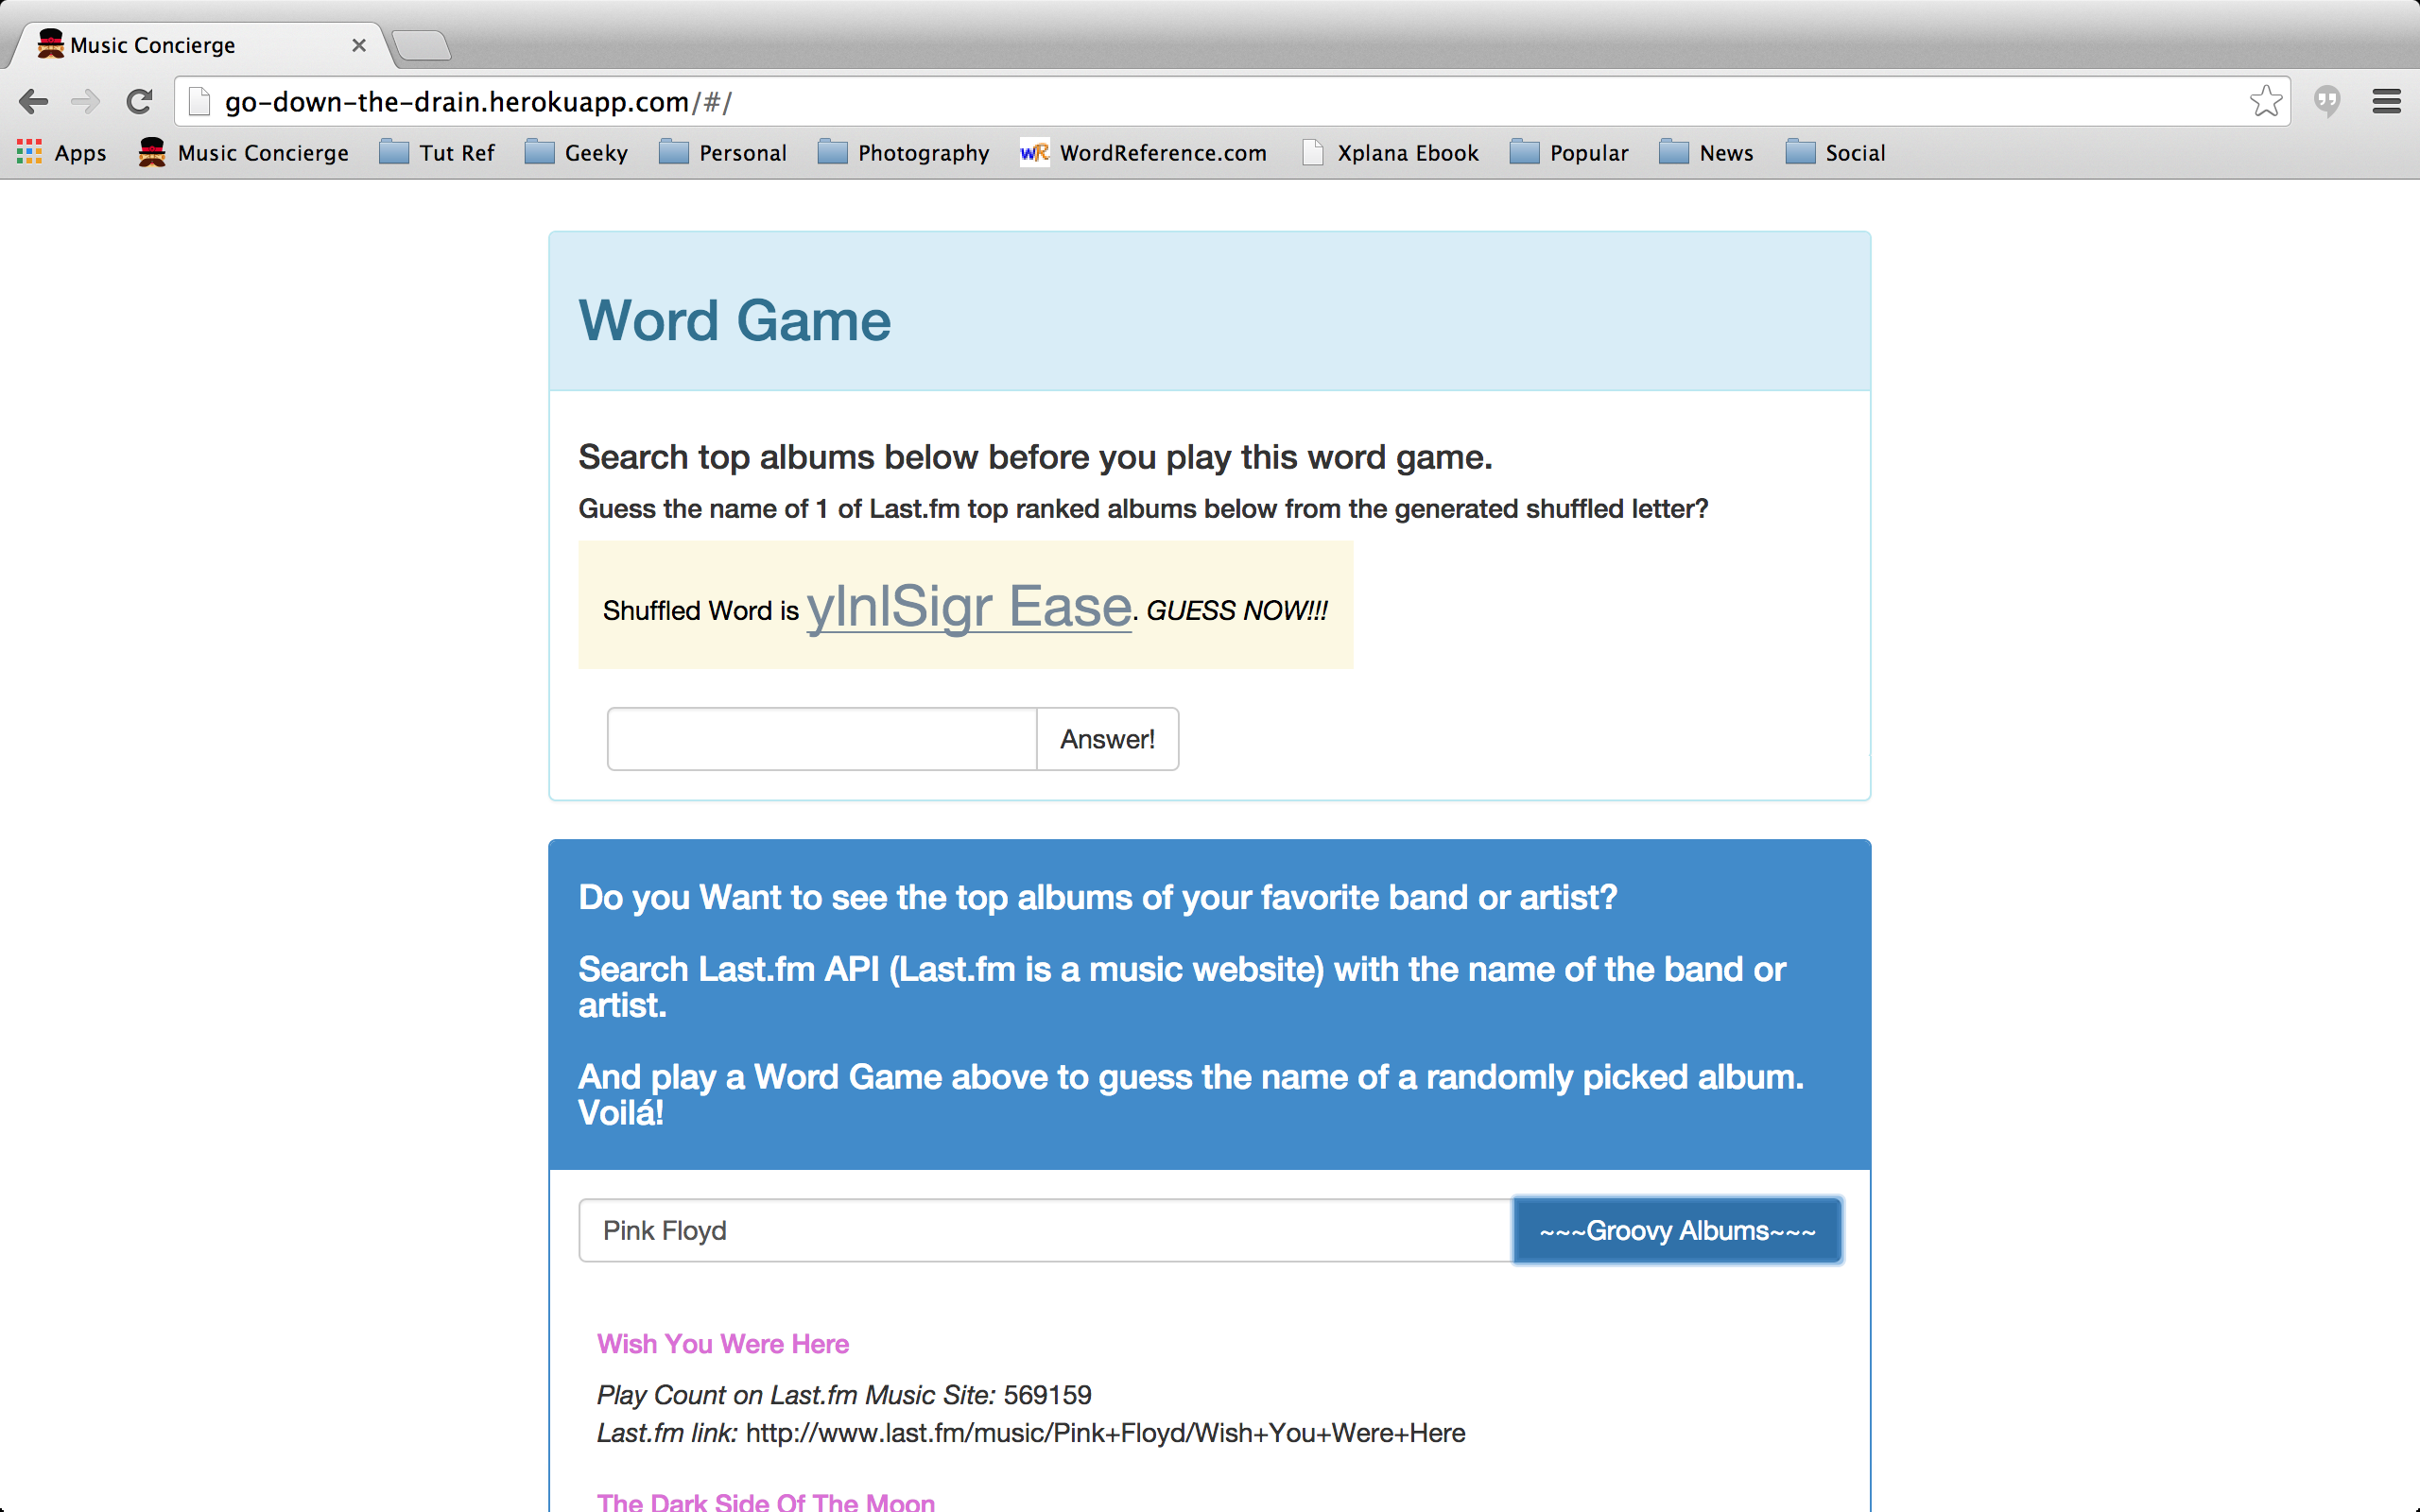 Music Concierge
go-down-the-drain.herokuapp.com/#/
Apps Music Concierge Tut Ref Geeky Personal Photography WordReference.com Xplana Ebook Popular News Social
Word Game
Search top albums below before you play this word game.
Guess the name of 1 of Last.fm top ranked albums below from the generated shuffled letter?
Shuffled Word is ylnlSigr Ease. GUESS NOW!!!
Answer!
Do you Want to see the top albums of your favorite band or artist?
Search Last.fm API (Last.fm is a music website) with the name of the band or
artist.
And play a Word Game above to guess the name of a randomly picked album.
Voilá!
Pink Floyd ~~~Groovy Albums~~~
Wish You Were Here
Play Count on Last.fm Music Site: 569159
Last.fm link: http://www.last.fm/music/Pink+Floyd/Wish+You+Were+Here
The Dark Side Of The Moon